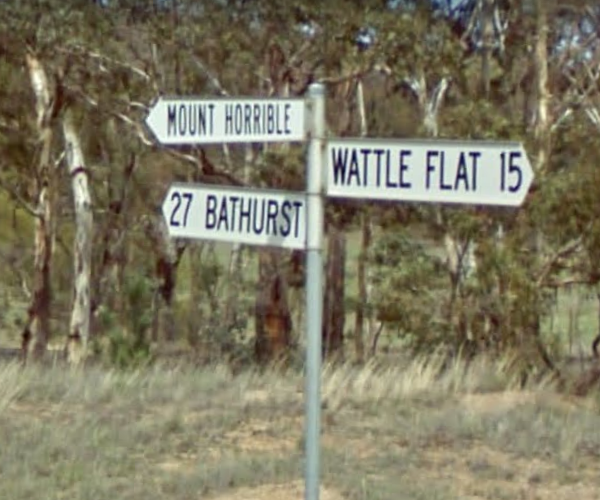 MOUNT HORRIBLE
WATTLE FLAT 15
27 BATHURST